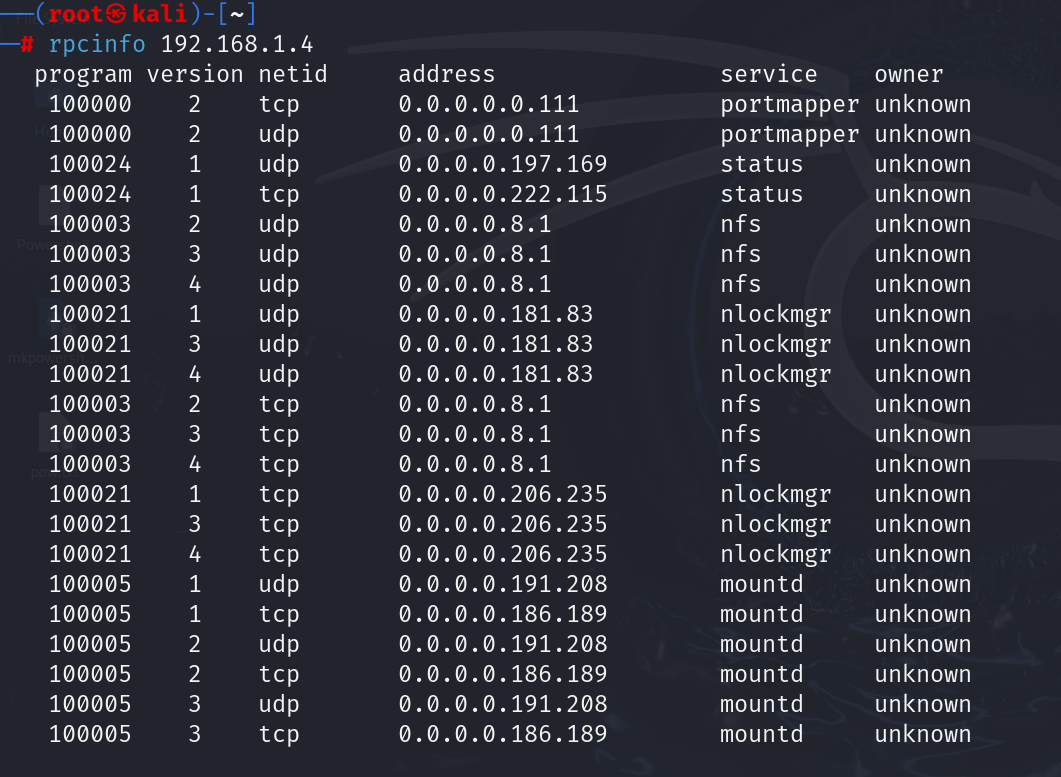 (root㉿kali)-[~]
# rpcinfo 192.168.1.4
program version netid address service owner
100000 2 tcp 0.0.0.0.0.111 portmapper unknown
100000 2 udp 0.0.0.0.0.111 portmapper unknown
100024 1 udp 0.0.0.0.197.169 status unknown
100024 1 tcp 0.0.0.0.222.115 status unknown
100003 2 udp 0.0.0.0.8.1 nfs unknown
100003 3 udp 0.0.0.0.8.1 nfs unknown
100003 4 udp 0.0.0.0.8.1 nfs unknown
100021 1 udp 0.0.0.0.181.83 nlockmgr unknown
100021 3 udp 0.0.0.0.181.83 nlockmgr unknown
100021 4 udp 0.0.0.0.181.83 nlockmgr unknown
100003 2 tcp 0.0.0.0.8.1 nfs unknown
100003 3 tcp 0.0.0.0.8.1 nfs unknown
100003 4 tcp 0.0.0.0.8.1 nfs unknown
100021 1 tcp 0.0.0.0.206.235 nlockmgr unknown
100021 3 tcp 0.0.0.0.206.235 nlockmgr unknown
100021 4 tcp 0.0.0.0.206.235 nlockmgr unknown
100005 1 udp 0.0.0.0.191.208 mountd unknown
100005 1 tcp 0.0.0.0.186.189 mountd unknown
100005 2 udp 0.0.0.0.191.208 mountd unknown
100005 2 tcp 0.0.0.0.186.189 mountd unknown
100005 3 udp 0.0.0.0.191.208 mountd unknown
100005 3 tcp 0.0.0.0.186.189 mountd unknown